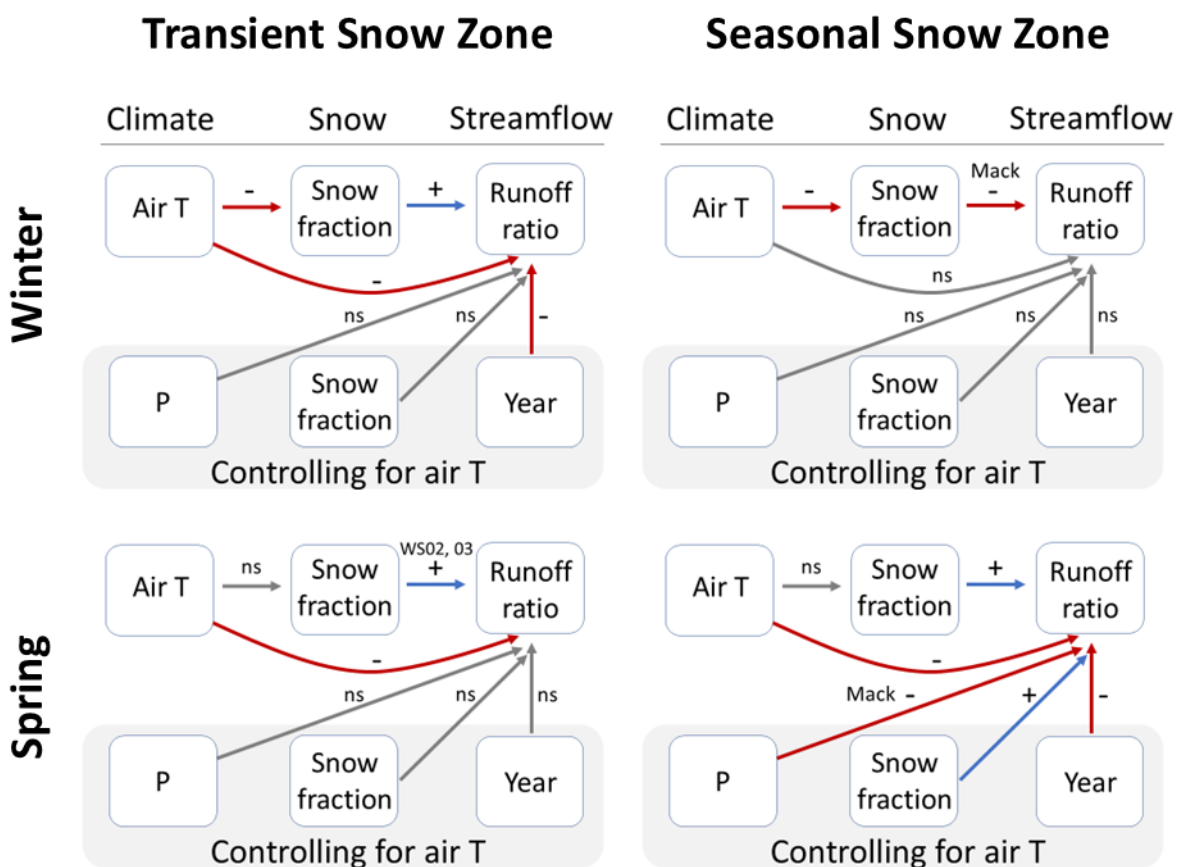 Transient Snow Zone
Seasonal Snow Zone
Winter
Climate Snow Streamflow
Air T
-
Snow
fraction
+
Runoff
ratio
-
ns
ns
-
P
Snow
fraction
Year
Controlling for air T
Climate Snow Streamflow
Air T
-
Snow
fraction
Mack
-
Runoff
ratio
ns
ns
ns
ns
P
Snow
fraction
Year
Controlling for air T
Spring
Air T
ns
Snow
fraction
WS02, 03
+
Runoff
ratio
-
ns
ns
ns
P
Snow
fraction
Year
Controlling for air T
Air T
ns
Snow
fraction
+
Runoff
ratio
-
Mack -
+
-
P
Snow
fraction
Year
Controlling for air T